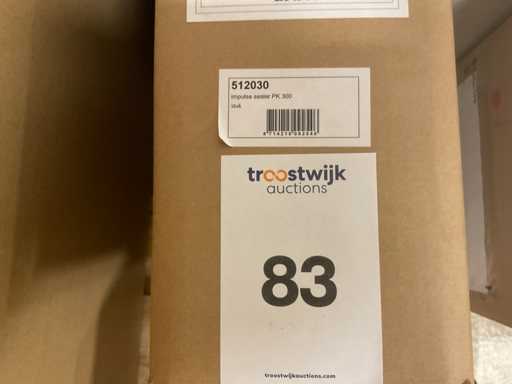 512030
impulse sealer PK 300
stuk
troostwijk
auctions
83
troostwijkauctions.com